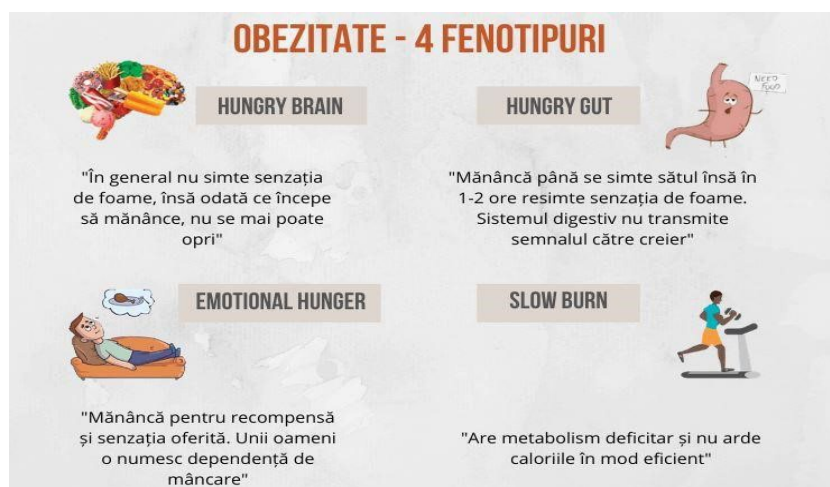 OBEZITATE - 4 FENOTIPURI
HUNGRY BRAIN
"În general nu simte senzația
de foame, însă odată ce începe
să mănânce, nu se mai poate
opri"
HUNGRY GUT
NEED
FOOD
"Mănâncă până se simte sătul însă în
1-2 ore resimte senzația de foame.
Sistemul digestiv nu transmite
semnalul către creier"
EMOTIONAL HUNGER
"Mănâncă pentru recompensă
și senzația oferită. Unii oameni
o numesc dependență de
mâncare"
SLOW BURN
"Are metabolism deficitar și nu arde
caloriile în mod eficient"